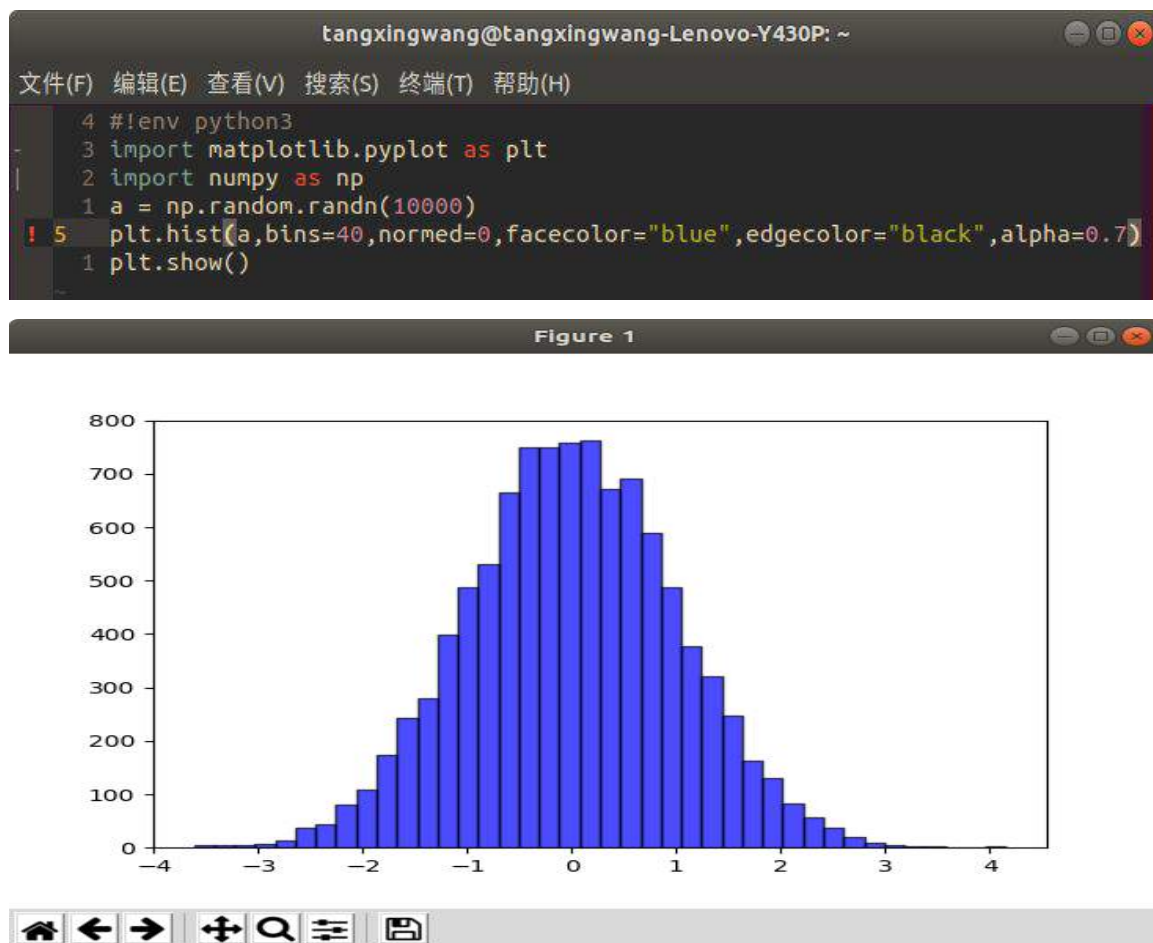 tangxingwang@tangxingwang-Lenovo-Y430P: ~
文件(F) 编辑(E) 查看(V) 搜索(S) 终端(T) 帮助(H)
4 #!env python3
- 3 import matplotlib.pyplot as plt
| 2 import numpy as np
1 a = np.random.randn(10000)
! 5 plt.hist(a,bins=40,normed=0,facecolor="blue",edgecolor="black",alpha=0.7)
1 plt.show()
~
Figure 1
800
700
600
500
400
300
200
100
0
−4 −3 −2 −1 0 1 2 3 4